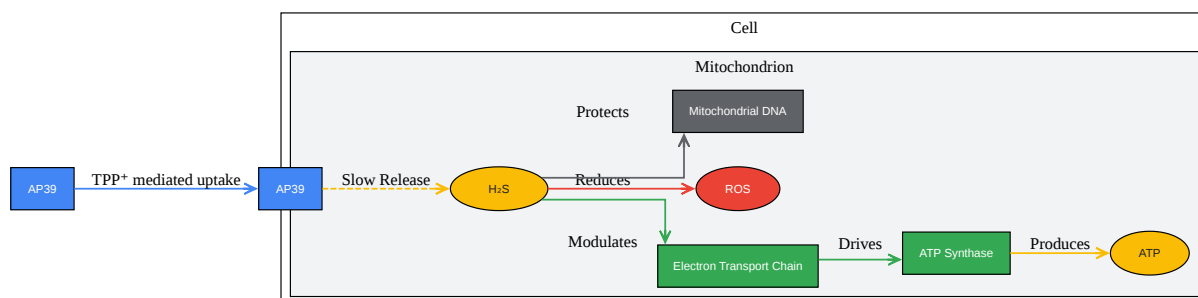 Cell
Mitochondrion
Protects
Mitochondrial DNA
AP39
TPP⁺ mediated uptake
AP39
Slow Release
H₂S
Reduces
ROS
Modulates
Electron Transport Chain
Drives
ATP Synthase
Produces
ATP